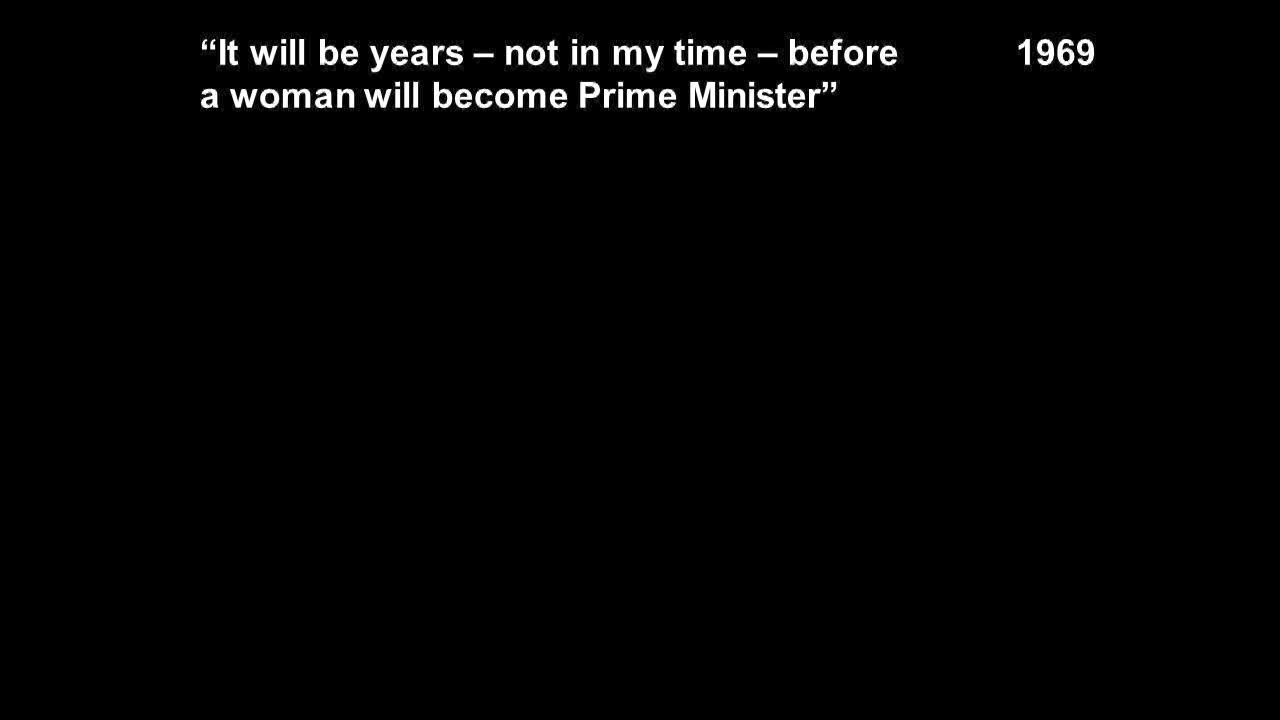 “It will be years – not in my time – before 1969
a woman will become Prime Minister”